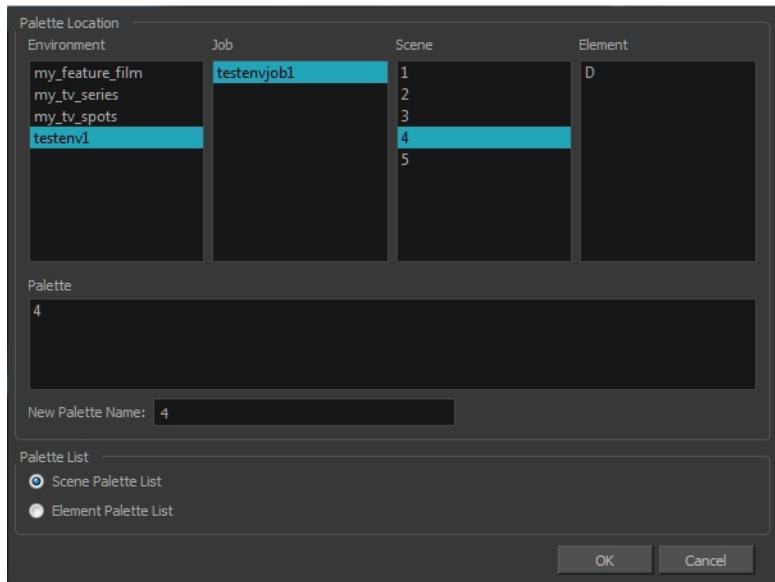 Palette Location
Environment
Job
Scene
Element
my_feature_film
my_tv_series
my_tv_spots
testenv1
testenvjob1
1
2
3
4
5
D
Palette
4
New Palette Name: 4
Palette List
Scene Palette List
Element Palette List
OK
Cancel